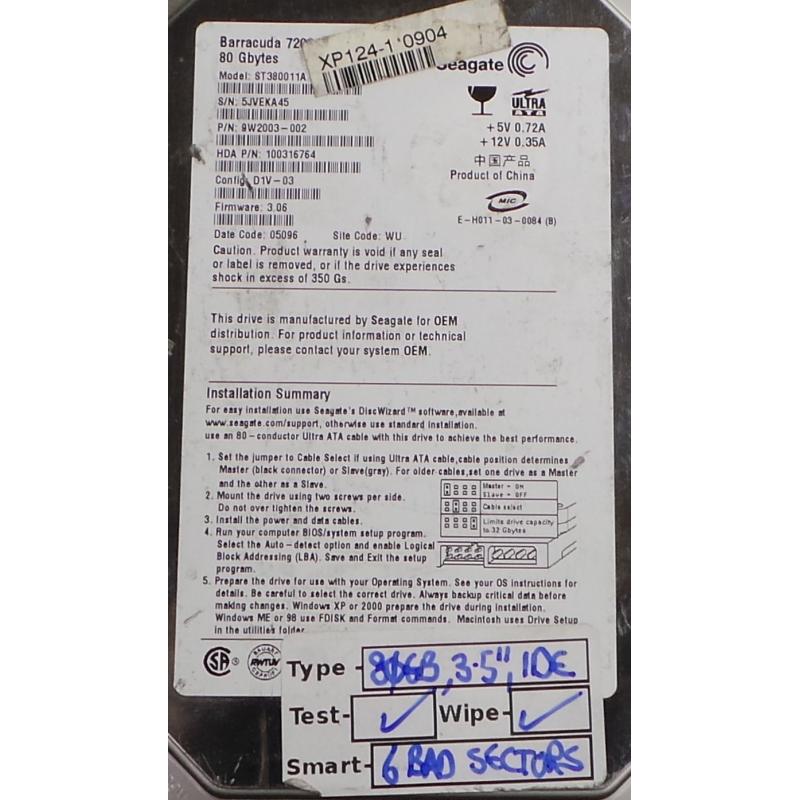 XP124-1 0904
Barracuda
80 Gbytes
Seagate
Model: ST380011A
S/N: 5JVEKA45
ULTRA
ATA
P/N: 9W2003-002
+5V 0.72A
+12V 0.35A
HDA P/N: 100316764
中国产品
Product of China
Config: D1V-03
MIC
Firmware: 3.06
E-H011-03-0084 (B)
Date Code: 05096 Site Code: WU
Caution. Product warranty is void if any seal
or label is removed, or if the drive experiences
shock in excess of 350 Gs.
This drive is manufactured by Seagate for OEM
distribution. For product information or technical
support, please contact your system OEM.
Installation Summary
For easy installation use Seagate's DiscWizard™ software,available at
www.seagate.com/support, otherwise use standard installation.
use an 80-conductor Ultra ATA cable with this drive to achieve the best performance.
1. Set the jumper to Cable Select if using Ultra ATA cable,cable position determines
Master (black connector) or Slave(gray). For older cables,set one drive as a Master
and the other as a Slave.
2. Mount the drive using two screws per side.
Do not over tighten the screws.
3. Install the power and data cables.
4. Run your computer BIOS/system setup program.
Select the Auto-detect option and enable Logical
Block Addressing (LBA). Save and Exit the setup
program.
Master - ON
Slave - OFF
Cable select
Limits drive capacity
to 32 Gbytes
5. Prepare the drive for use with your Operating System. See your OS instructions for
details. Be careful to select the correct drive. Always backup critical data before
making changes. Windows XP or 2000 prepare the drive during installation.
Windows ME or 98 use FDISK and Format commands. Macintosh uses Drive Setup
in the utilities folder
RWTÜV
Type - 80GB, 3.5", IDE
Test- ✓ Wipe- ✓
Smart- 6 BAD SECTORS